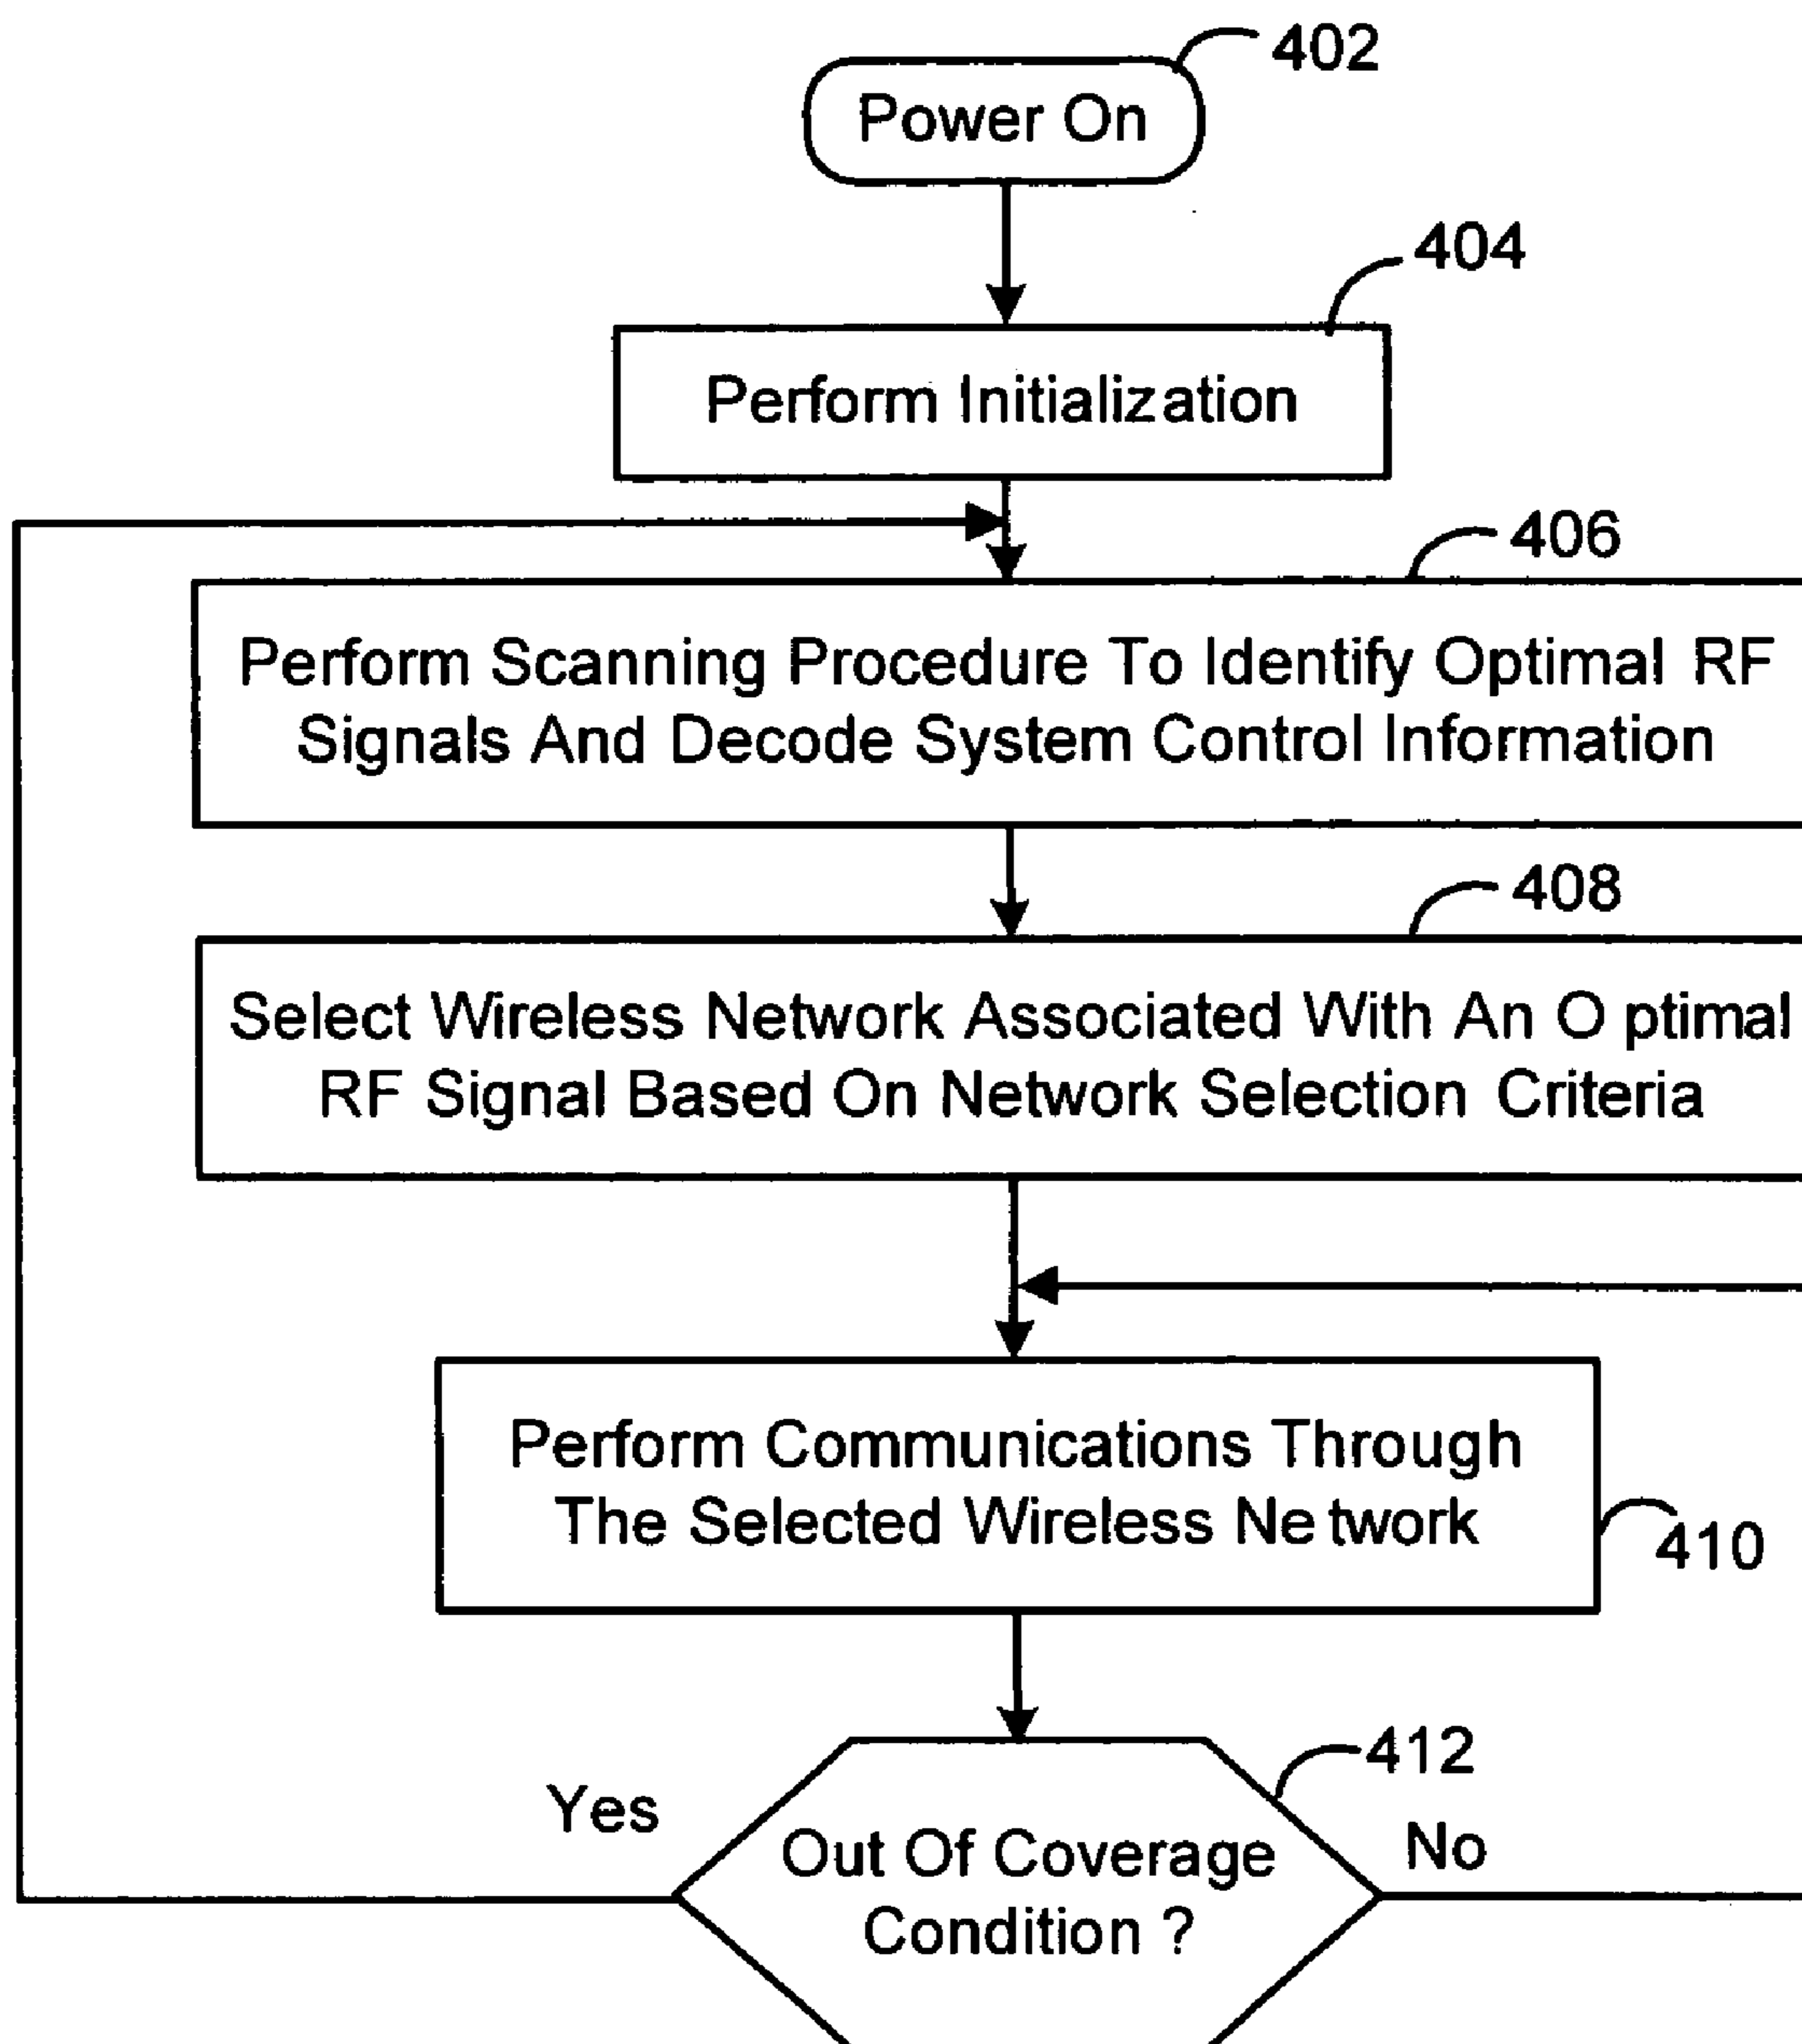 402
Power On
404
Perform Initialization
406
Perform Scanning Procedure To Identify Optimal RF
Signals And Decode System Control Information
408
Select Wireless Network Associated With An O ptimal
RF Signal Based On Network Selection Criteria
Perform Communications Through
The Selected Wireless Ne twork
410
412
Yes
Out Of Coverage
Condition ?
No